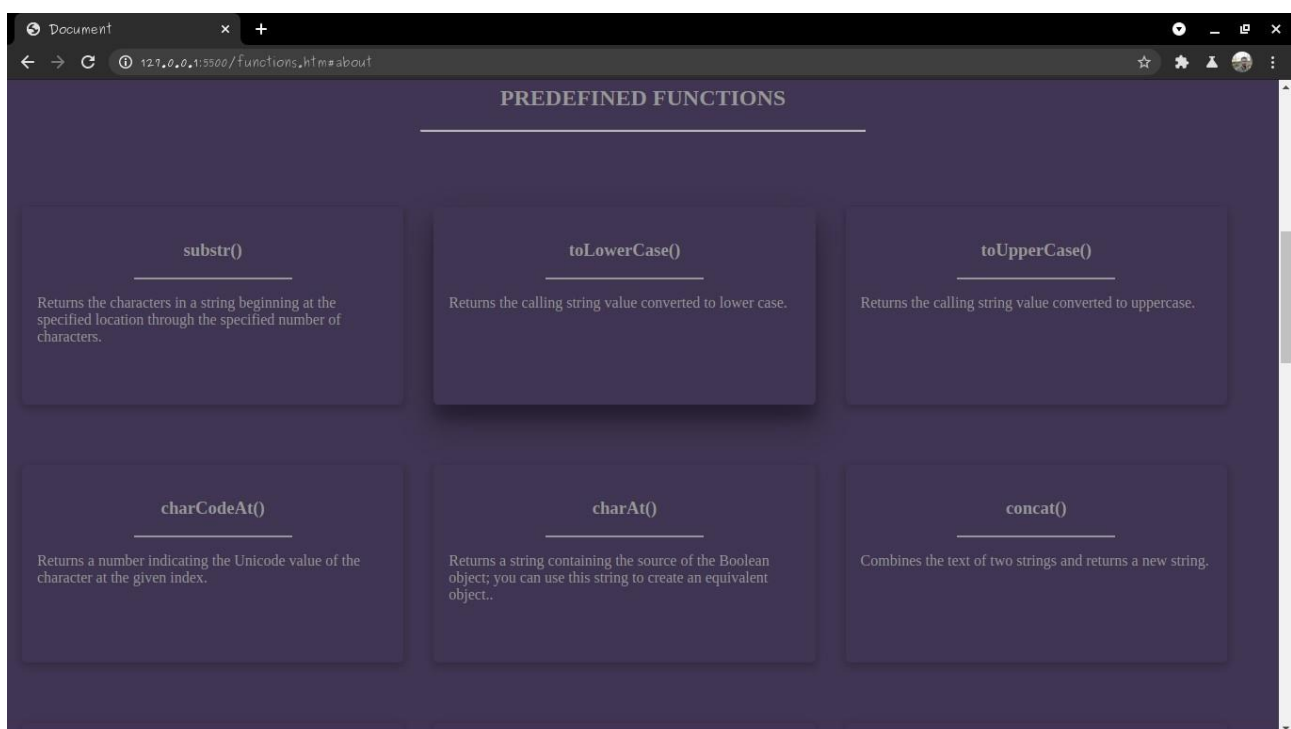 Document
127.0.0.1:5500/functions.htm#about
PREDEFINED FUNCTIONS
substr()
Returns the characters in a string beginning at the
specified location through the specified number of
characters.
toLowerCase()
Returns the calling string value converted to lower case.
toUpperCase()
Returns the calling string value converted to uppercase.
charCodeAt()
Returns a number indicating the Unicode value of the
character at the given index.
charAt()
Returns a string containing the source of the Boolean
object; you can use this string to create an equivalent
object..
concat()
Combines the text of two strings and returns a new string.